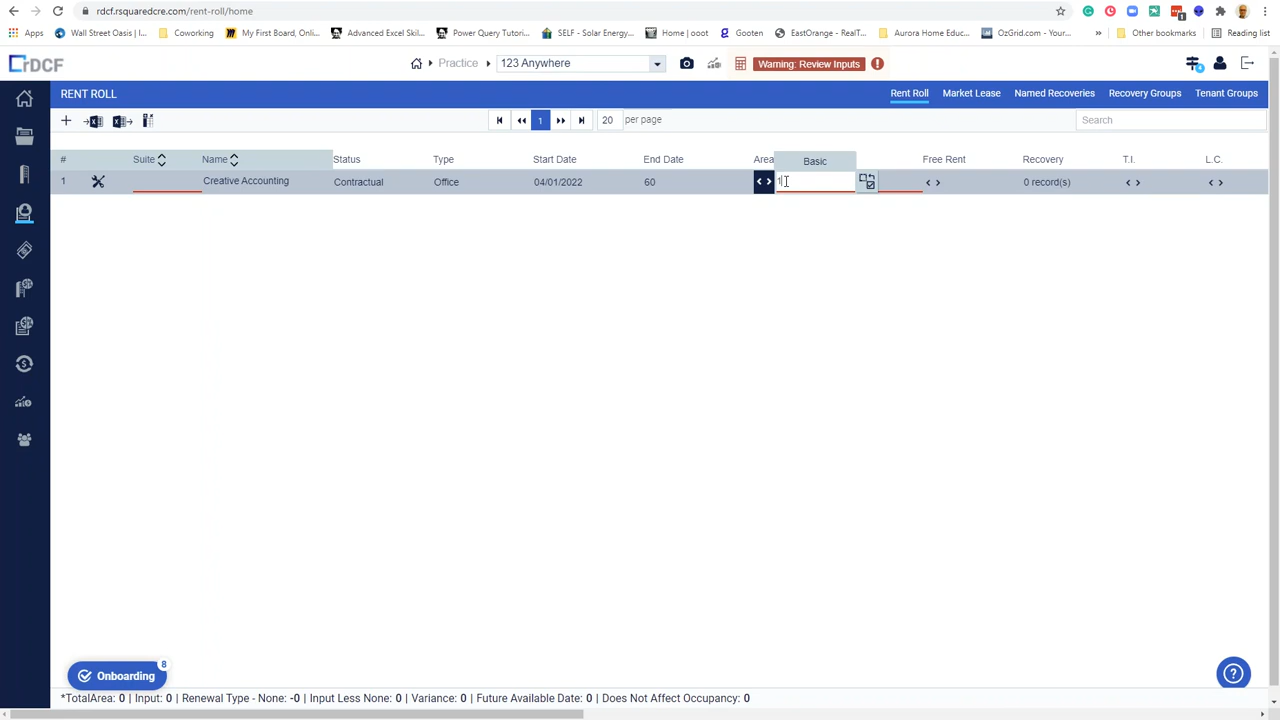 rdcf.rsquaredcre.com/rent-roll/home
1
Apps
Wall Street Oasis | I...
Coworking
My First Board, Onli...
Advanced Excel Skil...
Power Query Tutori...
SELF - Solar Energy...
Home | ooot
Gooten
EastOrange - RealT...
Aurora Home Educ...
OzGrid.com - Your...
»
Other bookmarks
Reading list
rDCF
Practice
123 Anywhere
Warning: Review Inputs
4
RENT ROLL
Rent Roll
Market Lease
Named Recoveries
Recovery Groups
Tenant Groups
1
20
per page
Search
#
Suite
Name
Status
Type
Start Date
End Date
Area
Basic
Free Rent
Recovery
T.I.
L.C.
1
Creative Accounting
Contractual
Office
04/01/2022
60
1
0 record(s)
Onboarding
8
*TotalArea: 0 | Input: 0 | Renewal Type - None: -0 | Input Less None: 0 | Variance: 0 | Future Available Date: 0 | Does Not Affect Occupancy: 0